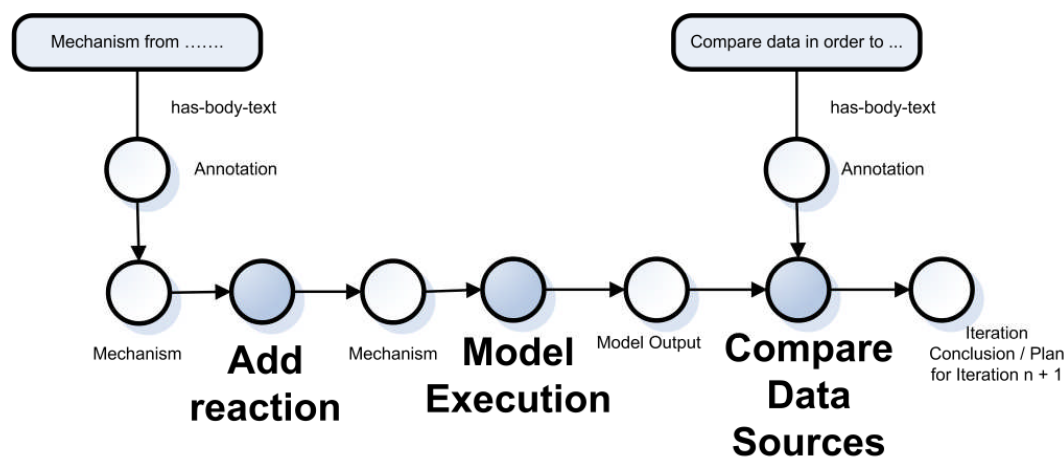 Mechanism from …….
Compare data in order to ...
has-body-text
has-body-text
Annotation
Annotation
Mechanism
Add
reaction
Mechanism
Model
Execution
Model Output
Compare
Data
Sources
Iteration
Conclusion / Plan
for Iteration n + 1